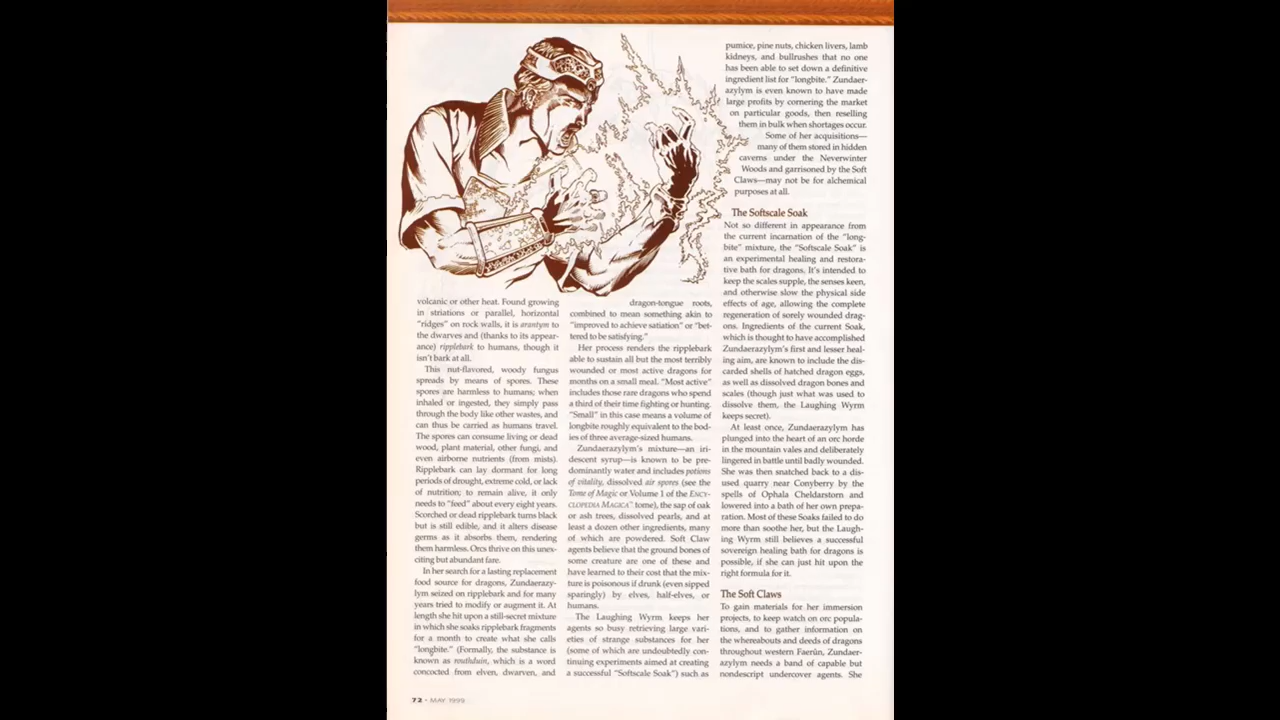 volcanic or other heat. Found growing
in striations or parallel, horizontal
"ridges" on rock walls, it is arantym to
the dwarves and (thanks to its appear-
ance) ripplebark to humans, though it
isn't bark at all.
This nut-flavored, woody fungus
spreads by means of spores. These
spores are harmless to humans; when
inhaled or ingested, they simply pass
through the body like other wastes, and
can thus be carried as humans travel.
The spores can consume living or dead
wood, plant material, other fungi, and
even airborne nutrients (from mists).
Ripplebark can lay dormant for long
periods of drought, extreme cold, or lack
of nutrition; to remain alive, it only
needs to "feed" about every eight years.
Scorched or dead ripplebark turns black
but is still edible, and it alters disease
germs as it absorbs them, rendering
them harmless. Orcs thrive on this unex-
citing but abundant fare.
In her search for a lasting replacement
food source for dragons, Zundaerazy-
lym seized on ripplebark and for many
years tried to modify or augment it. At
length she hit upon a still-secret mixture
in which she soaks ripplebark fragments
for a month to create what she calls
"longbite." (Formally, the substance is
known as routhduin, which is a word
concocted from elven, dwarven, and
dragon-tongue roots,
combined to mean something akin to
"improved to achieve satiation" or "bet-
tered to be satisfying."
Her process renders the ripplebark
able to sustain all but the most terribly
wounded or most active dragons for
months on a small meal. "Most active"
includes those rare dragons who spend
a third of their time fighting or hunting.
"Small" in this case means a volume of
longbite roughly equivalent to the bod-
ies of three average-sized humans.
Zundaerazylym's mixture—an iri-
descent syrup—is known to be pre-
dominantly water and includes potions
of vitality, dissolved air spores (see the
Tome of Magic or Volume 1 of the ENCY-
CLOPEDIA MAGICA™ tome), the sap of oak
or ash trees, dissolved pearls, and at
least a dozen other ingredients, many
of which are powdered. Soft Claw
agents believe that the ground bones of
some creature are one of these and
have learned to their cost that the mix-
ture is poisonous if drunk (even sipped
sparingly) by elves, half-elves, or
humans.
The Laughing Wyrm keeps her
agents so busy retrieving large vari-
eties of strange substances for her
(some of which are undoubtedly con-
tinuing experiments aimed at creating
a successful "Softscale Soak") such as
pumice, pine nuts, chicken livers, lamb
kidneys, and bullrushes that no one
has been able to set down a definitive
ingredient list for "longbite." Zundaer-
azylym is even known to have made
large profits by cornering the market
on particular goods, then reselling
them in bulk when shortages occur.
Some of her acquisitions—
many of them stored in hidden
caverns under the Neverwinter
Woods and garrisoned by the Soft
Claws—may not be for alchemical
purposes at all.
The Softscale Soak
Not so different in appearance from
the current incarnation of the "long-
bite" mixture, the "Softscale Soak" is
an experimental healing and restora-
tive bath for dragons. It's intended to
keep the scales supple, the senses keen,
and otherwise slow the physical side
effects of age, allowing the complete
regeneration of sorely wounded drag-
ons. Ingredients of the current Soak,
which is thought to have accomplished
Zundaerazylym's first and lesser heal-
ing aim, are known to include the dis-
carded shells of hatched dragon eggs,
as well as dissolved dragon bones and
scales (though just what was used to
dissolve them, the Laughing Wyrm
keeps secret).
At least once, Zundaerazylym has
plunged into the heart of an orc horde
in the mountain vales and deliberately
lingered in battle until badly wounded.
She was then snatched back to a dis-
used quarry near Conyberry by the
spells of Ophala Cheldarstorn and
lowered into a bath of her own prepa-
ration. Most of these Soaks failed to do
more than soothe her, but the Laugh-
ing Wyrm still believes a successful
sovereign healing bath for dragons is
possible, if she can just hit upon the
right formula for it.
The Soft Claws
To gain materials for her immersion
projects, to keep watch on orc popula-
tions, and to gather information on
the whereabouts and deeds of dragons
throughout western Faerûn, Zundaer-
azylym needs a band of capable but
nondescript undercover agents. She
72 • MAY 1999